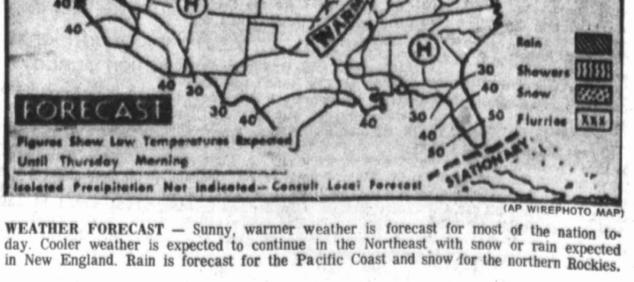 40
H
WARM
40
H
Rain
Showers
Snow
Flurries
40 20
30
40
40
30
40
50
30
40
50
STATIONARY
FORECAST
Figures Show Low Temperatures Expected
Until Thursday Morning
Isolated Precipitation Not Indicated - Consult Local Forecast
(AP WIREPHOTO MAP)
WEATHER FORECAST — Sunny, warmer weather is forecast for most of the nation to-
day. Cooler weather is expected to continue in the Northeast with snow or rain expected
in New England. Rain is forecast for the Pacific Coast and snow for the northern Rockies.